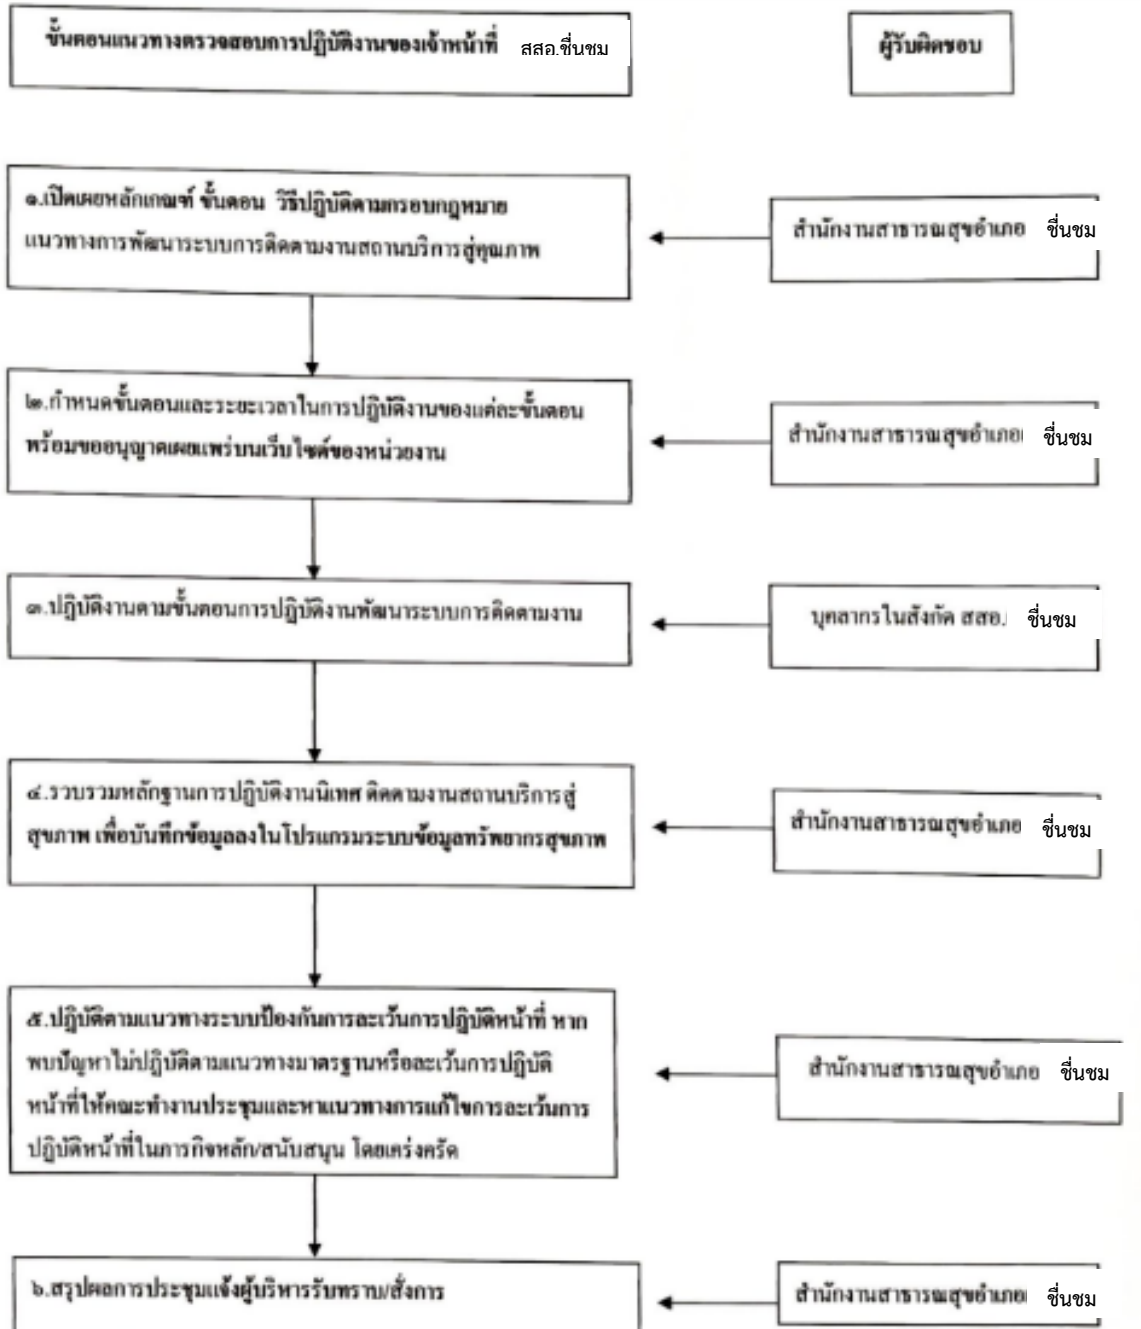 ขั้นตอนแนวทางตรวจสอบการปฏิบัติงานของเจ้าหน้าที่ สสอ.ชื่นชม
ผู้รับผิดชอบ
๑.เปิดเผยหลักเกณฑ์ ขั้นตอน วิธีปฏิบัติตามกรอบกฎหมาย
แนวทางการพัฒนาระบบการติดตามงานสถานบริการสู่คุณภาพ
สำนักงานสาธารณสุขอำเภอ ชื่นชม
๒.กำหนดขั้นตอนและระยะเวลาในการปฏิบัติงานของแต่ละขั้นตอน
พร้อมขออนุญาตเผยแพร่บนเว็บไซต์ของหน่วยงาน
สำนักงานสาธารณสุขอำเภอ ชื่นชม
๓.ปฏิบัติงานตามขั้นตอนการปฏิบัติงานพัฒนาระบบการติดตามงาน
บุคลากรในสังกัด สสอ. ชื่นชม
๔.รวบรวมหลักฐานการปฏิบัติงานนิเทศ ติดตามงานสถานบริการสู่
สุขภาพ เพื่อบันทึกข้อมูลลงในโปรแกรมระบบข้อมูลทรัพยากรสุขภาพ
สำนักงานสาธารณสุขอำเภอ ชื่นชม
๕.ปฏิบัติตามแนวทางระบบป้องกันการละเว้นการปฏิบัติหน้าที่ หาก
พบปัญหาไม่ปฏิบัติตามแนวทางมาตรฐานหรือละเว้นการปฏิบัติ
หน้าที่ให้คณะทำงานประชุมและหาแนวทางการแก้ไขการละเว้นการ
ปฏิบัติหน้าที่ในภารกิจหลัก/สนับสนุน โดยเคร่งครัด
สำนักงานสาธารณสุขอำเภอ ชื่นชม
๖.สรุปผลการประชุมแจ้งผู้บริหารรับทราบ/สั่งการ
สำนักงานสาธารณสุขอำเภอ ชื่นชม